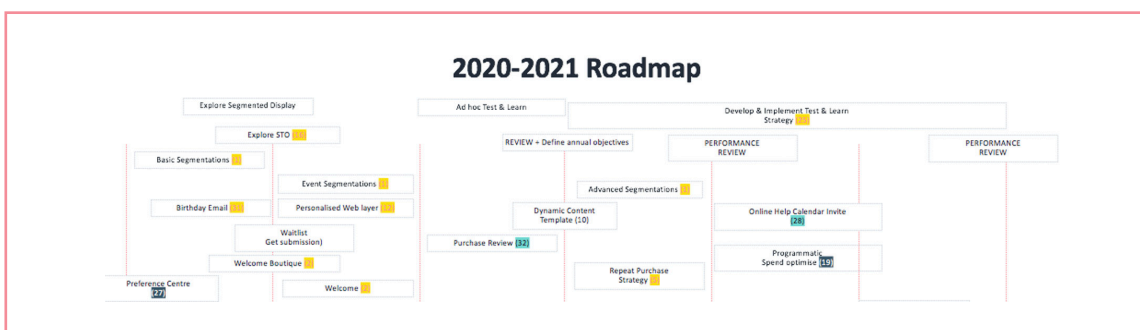 2020-2021 Roadmap
Explore Segmented Display
Ad hoc Test & Learn
Develop & Implement Test & Learn
Strategy
Explore STO
REVIEW + Define annual objectives
PERFORMANCE
REVIEW
PERFORMANCE
REVIEW
Basic Segmentations
Event Segmentations
Advanced Segmentations
Birthday Email
Personalised Web layer
Dynamic Content
Template (10)
Online Help Calendar Invite
(28)
Waitlist
Get submission)
Purchase Review (32)
Programmatic
Spend optimise (19)
Welcome Boutique
Repeat Purchase
Strategy
Preference Centre
(27)
Welcome